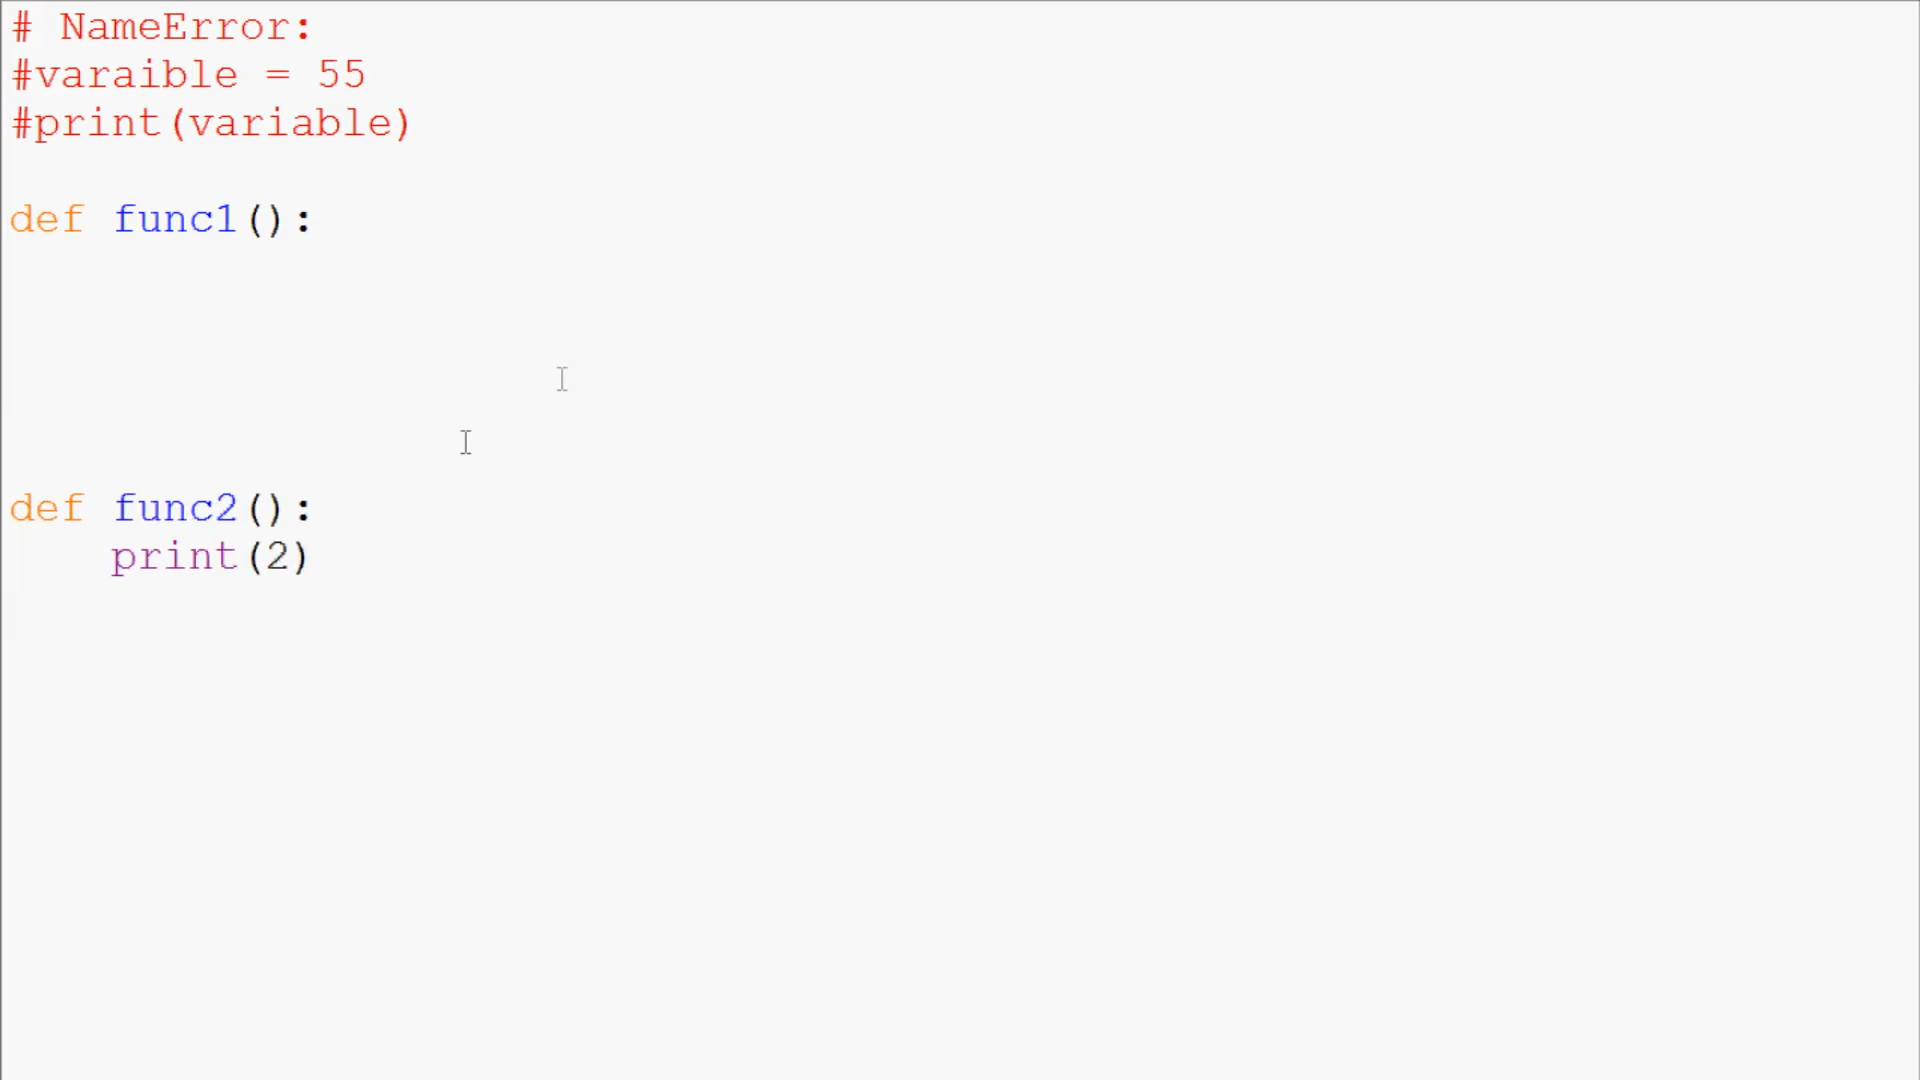 # NameError:
#varaible = 55
#print(variable)
def func1():
def func2():
    print(2)